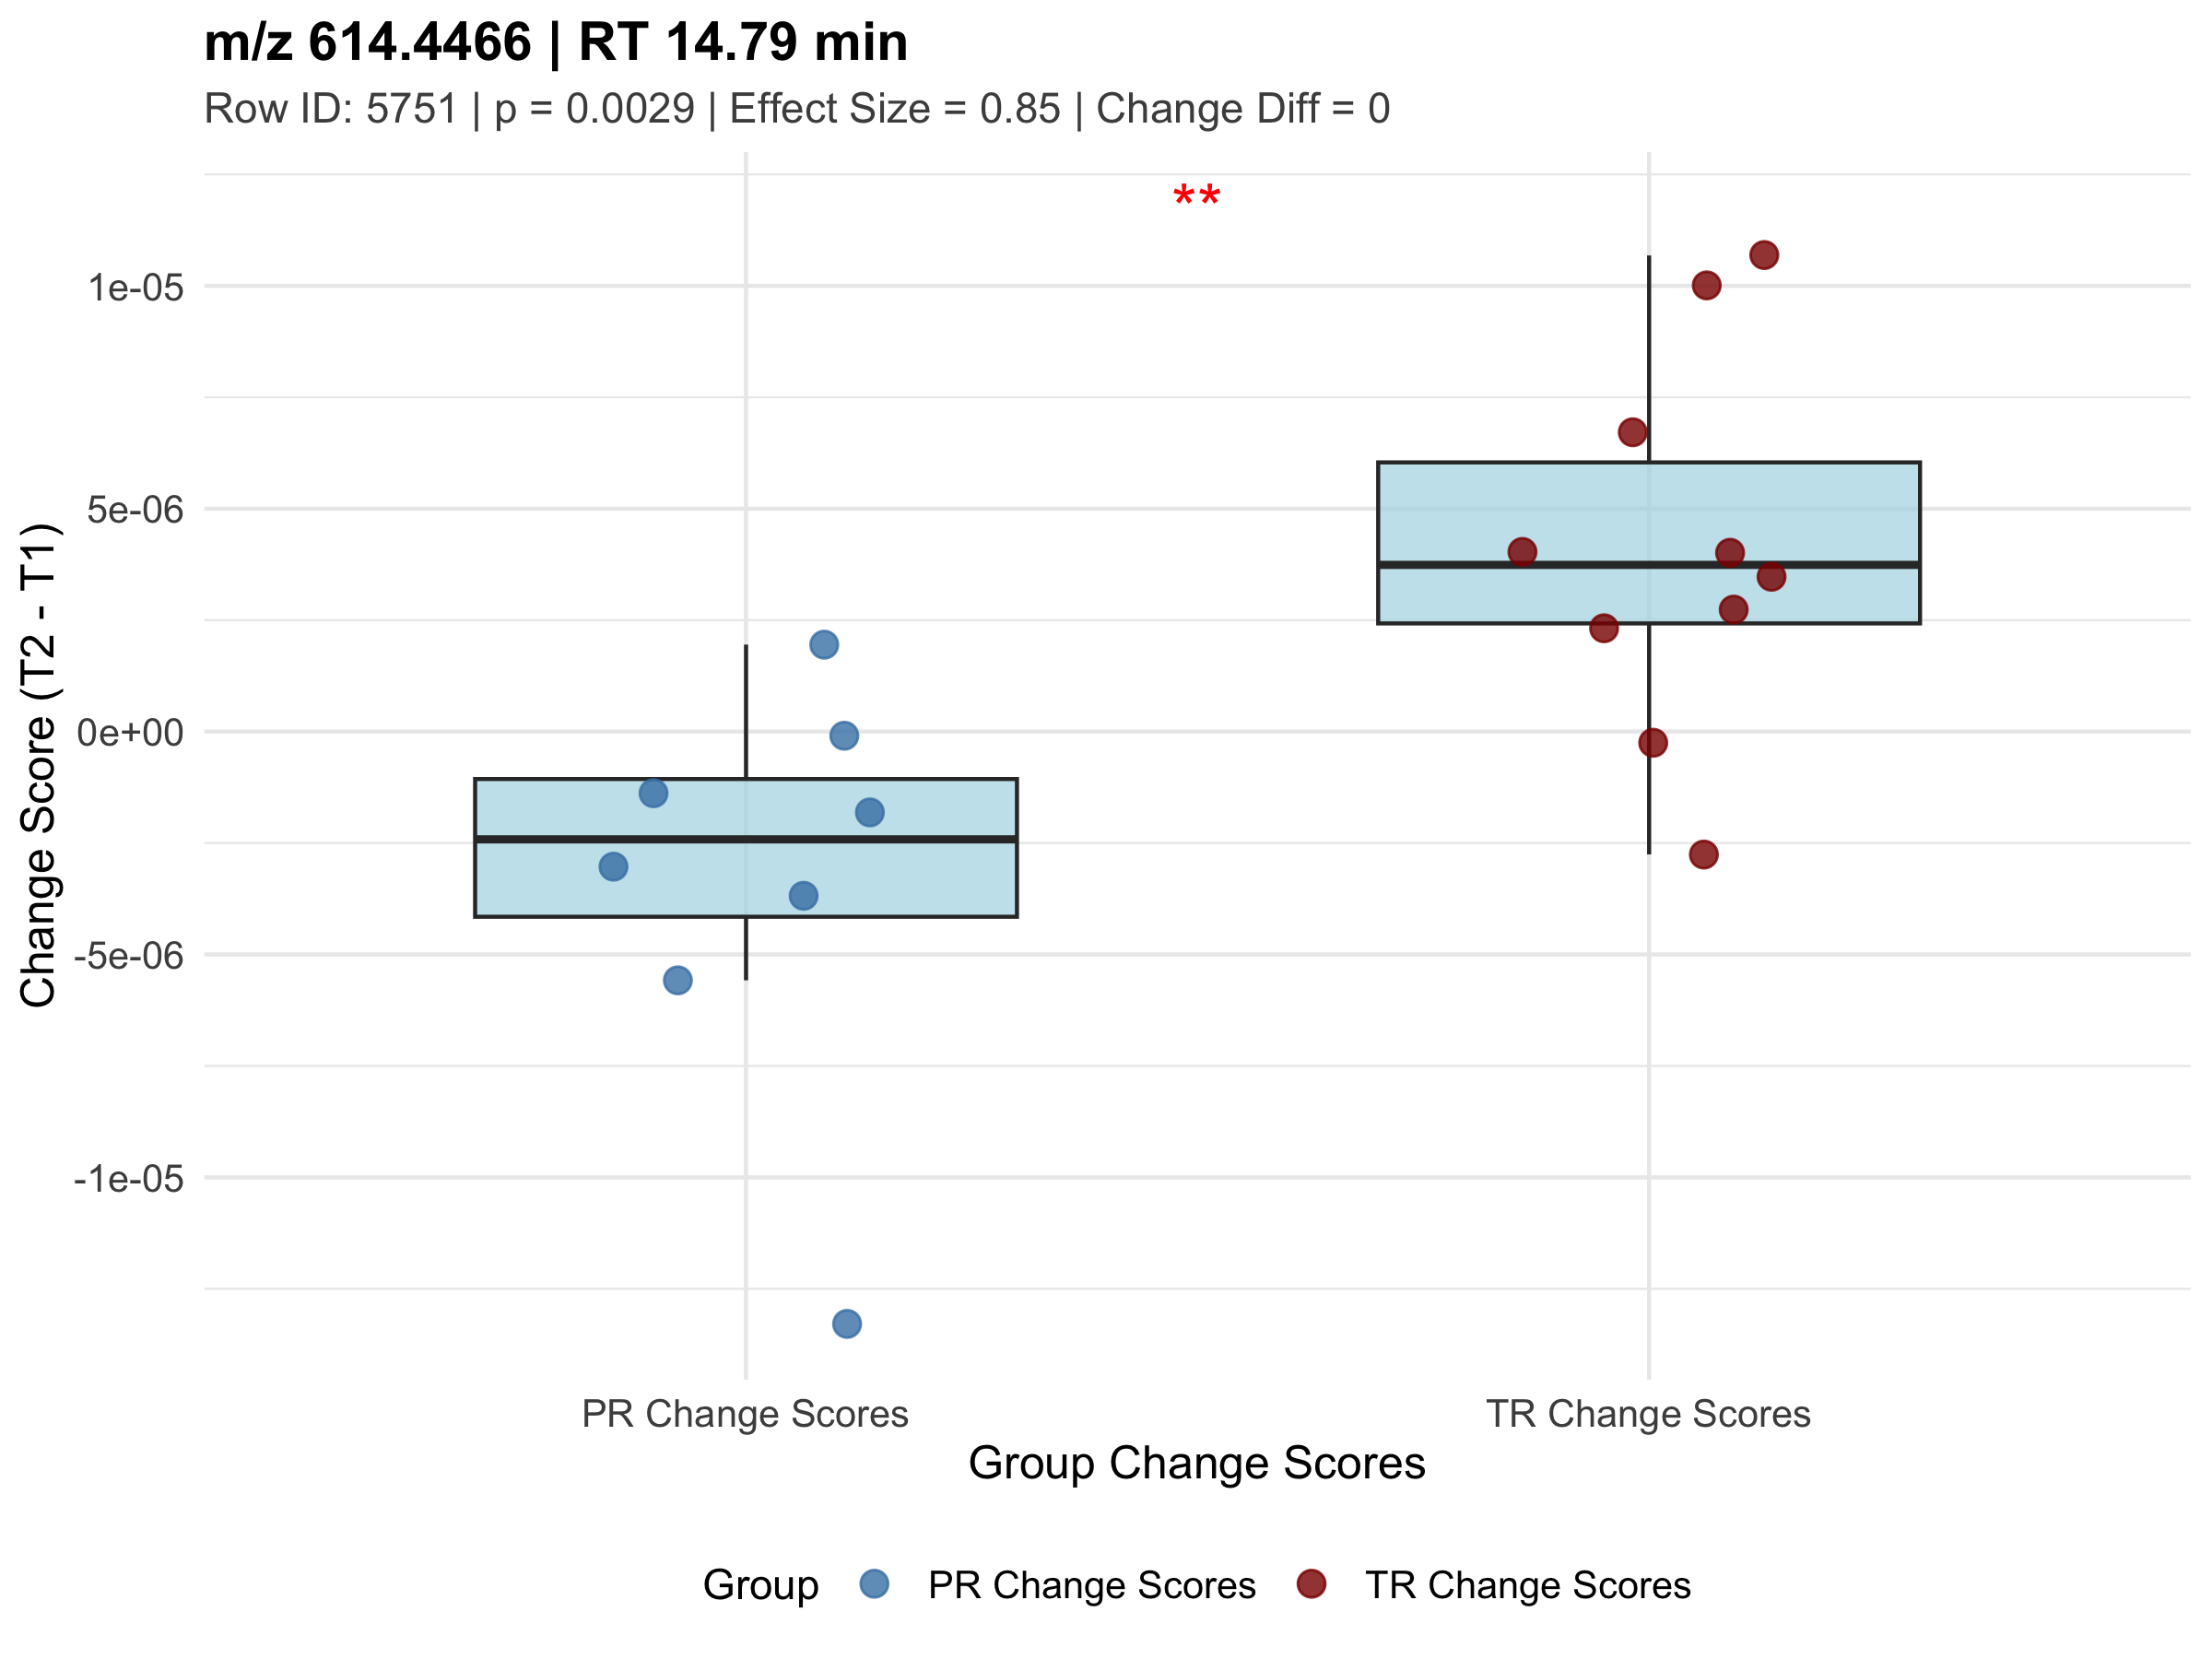 m/z 614.4466 | RT 14.79 min
Row ID: 5751 | p = 0.0029 | Effect Size = 0.85 | Change Diff = 0
**
1e-05
5e-06
0e+00
-5e-06
-1e-05
Change Score (T2 - T1)
PR Change Scores
TR Change Scores
Group Change Scores
Group
PR Change Scores
TR Change Scores